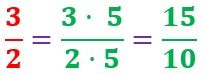 3/2 = 3 · 5 / 2 · 5 = 15/10